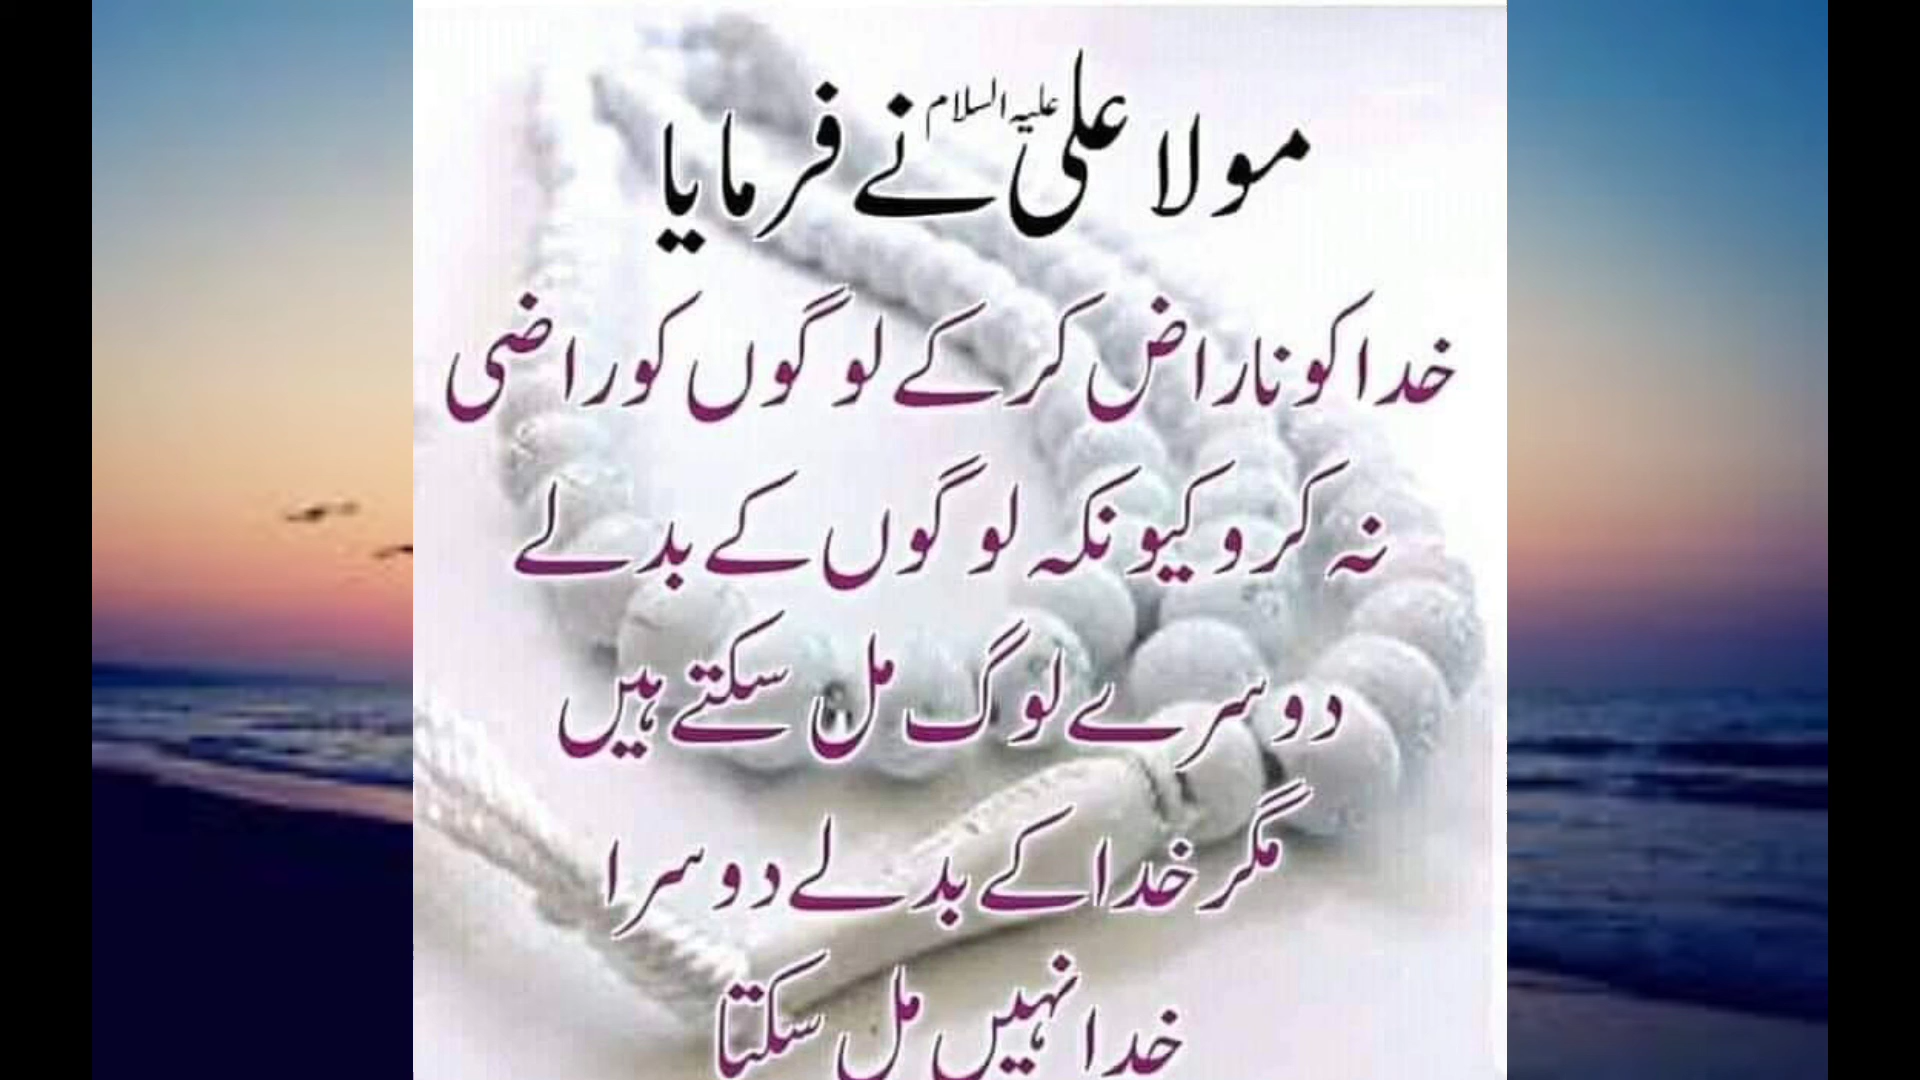 مولا علی علیہ السلام نے فرمایا
خدا کو ناراض کر کے لوگوں کو راضی
نہ کرو کیونکہ لوگوں کے بدلے
دوسرے لوگ مل سکتے ہیں
مگر خدا کے بدلے دوسرا
خدا نہیں مل سکتا